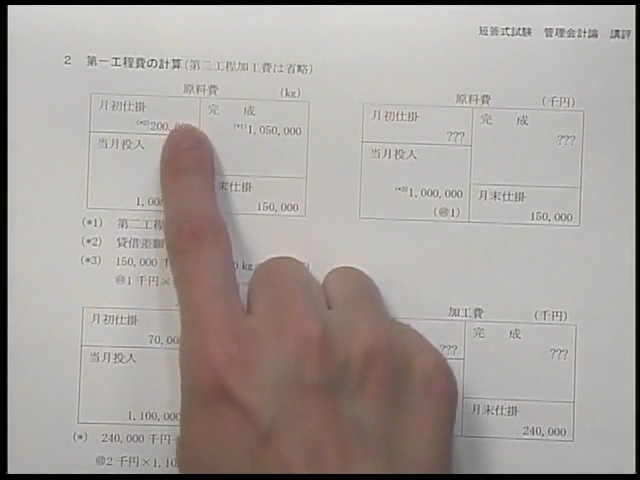 短答式試験 管理会計論 講評
2 第一工程費の計算(第二工程加工費は省略)
原料費 (kg)
月初仕掛 完 成
(*2)200, (*1)1,050,000
当月投入
末仕掛
1,00 150,000
原料費 (千円)
月初仕掛 完 成
??? ???
当月投入
(*3)1,000,000 月末仕掛
(@1) 150,000
(*1) 第二工程
(*2) 貸借差額
(*3) 150,000 千 0 kg
@1 千円×
月初仕掛
70,00
当月投入
1,100,00
加工費 (千円)
完 成
??? ???
月末仕掛
240,000
(*) 240,000 千円
@2 千円×1,10